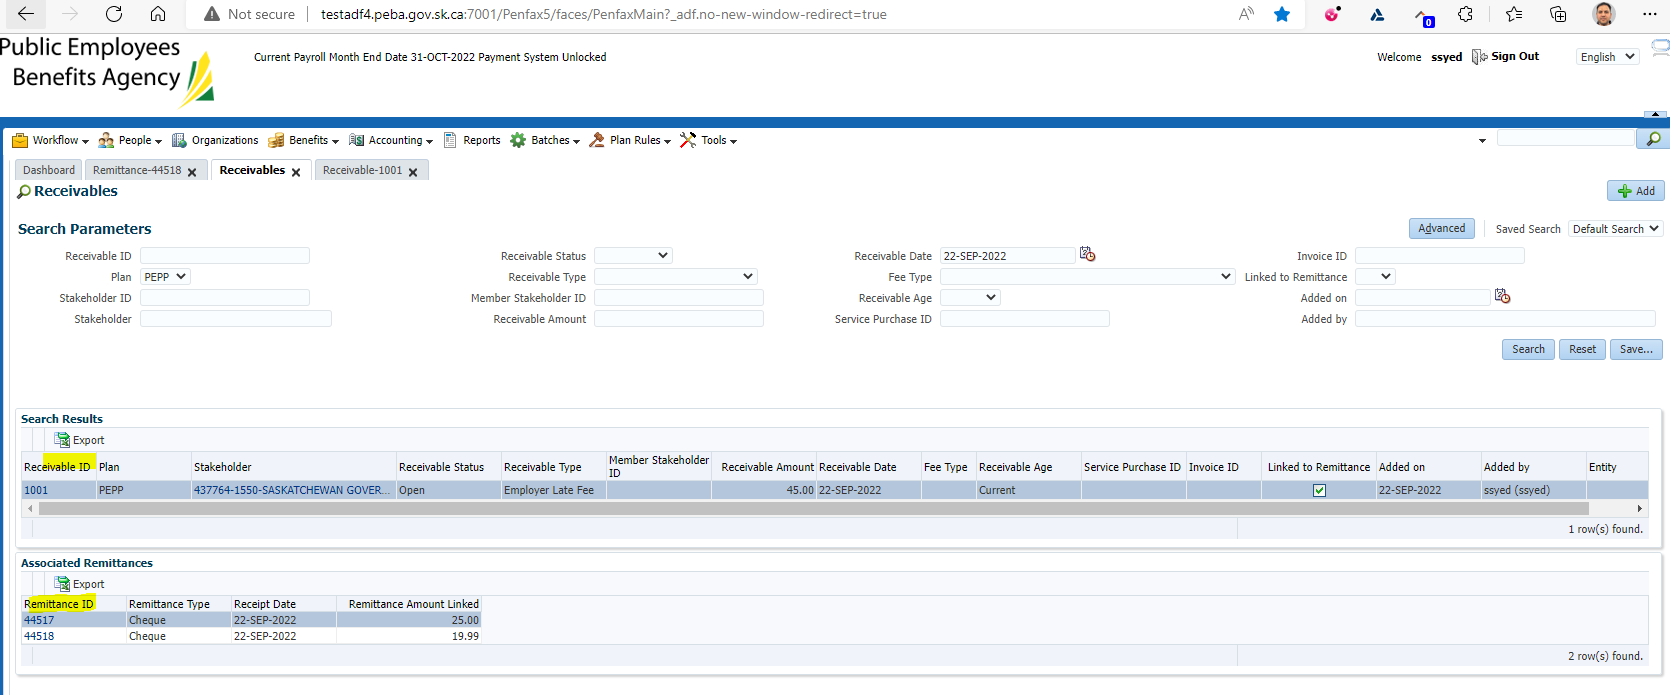 Not secure | testadf4.peba.gov.sk.ca:7001/Penfax5/faces/PenfaxMain?_adf.no-new-window-redirect=true
0
Public Employees
Benefits Agency
Current Payroll Month End Date 31-OCT-2022 Payment System Unlocked
Welcome ssyed Sign Out English
Workflow People Organizations Benefits Accounting Reports Batches Plan Rules Tools
Dashboard Remittance-44518 Receivables Receivable-1001
Receivables
Add
Search Parameters
Advanced Saved Search Default Search
Receivable ID Receivable Status Receivable Date 22-SEP-2022 Invoice ID
Plan PEPP Receivable Type Fee Type Linked to Remittance
Stakeholder ID Member Stakeholder ID Receivable Age Added on
Stakeholder Receivable Amount Service Purchase ID Added by
Search Reset Save...
Search Results
Export
Receivable ID Plan Stakeholder Receivable Status Receivable Type Member Stakeholder ID Receivable Amount Receivable Date Fee Type Receivable Age Service Purchase ID Invoice ID Linked to Remittance Added on Added by Entity
1001 PEPP 437764-1550-SASKATCHEWAN GOVER... Open Employer Late Fee 45.00 22-SEP-2022 Current 22-SEP-2022 ssyed (ssyed)
1 row(s) found.
Associated Remittances
Export
Remittance ID Remittance Type Receipt Date Remittance Amount Linked
44517 Cheque 22-SEP-2022 25.00
44518 Cheque 22-SEP-2022 19.99
2 row(s) found.